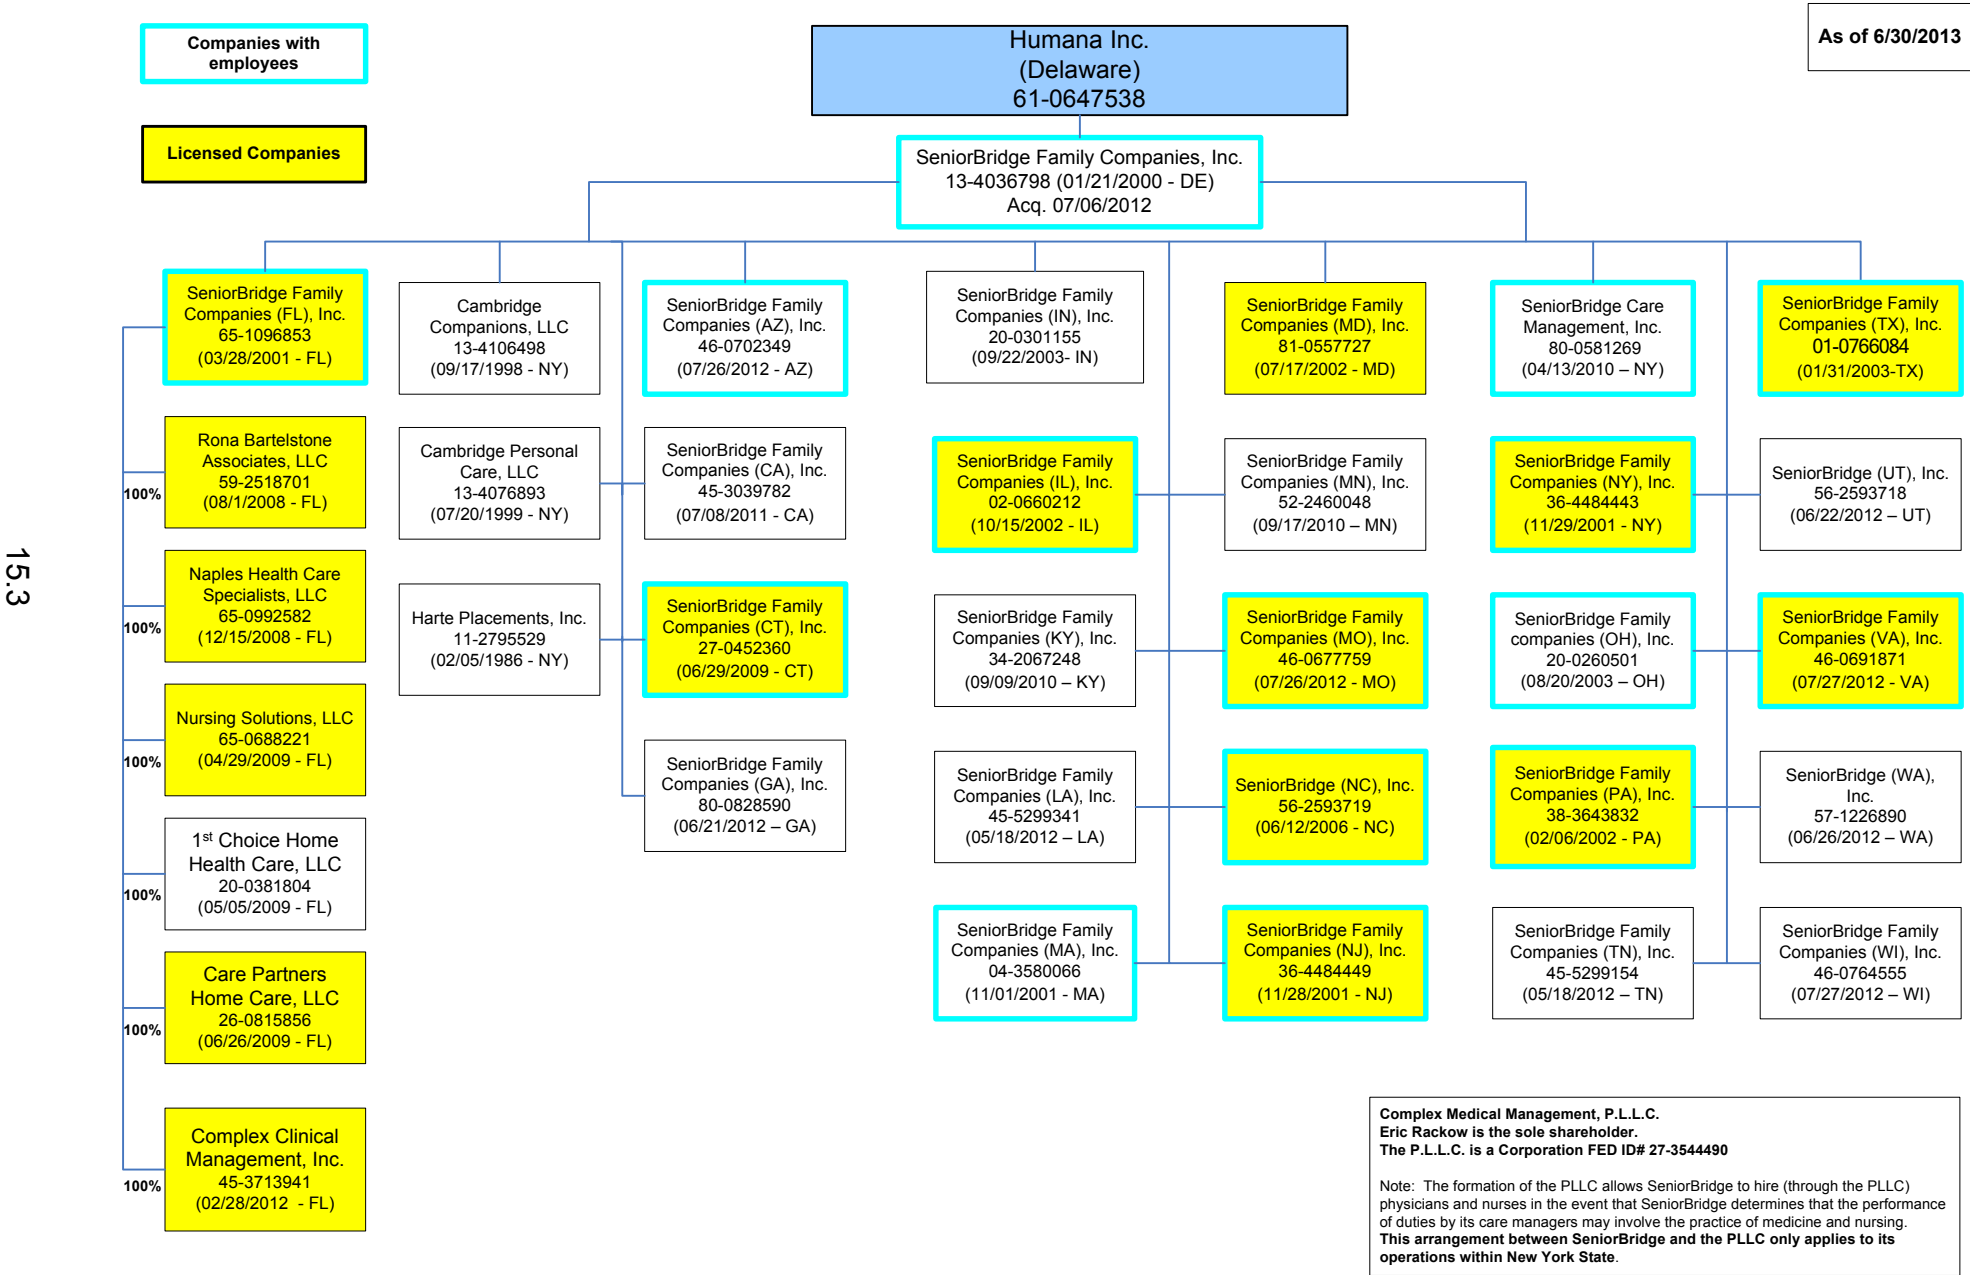 Companies with
employees
Licensed Companies
Humana Inc.
(Delaware)
61-0647538
As of 6/30/2013
SeniorBridge Family Companies, Inc.
13-4036798 (01/21/2000 - DE)
Acq. 07/06/2012
SeniorBridge Family
Companies (FL), Inc.
65-1096853
(03/28/2001 - FL)
100%
Rona Bartelstone
Associates, LLC
59-2518701
(08/1/2008 - FL)
100%
Naples Health Care
Specialists, LLC
65-0992582
(12/15/2008 - FL)
100%
Nursing Solutions, LLC
65-0688221
(04/29/2009 - FL)
100%
1st Choice Home
Health Care, LLC
20-0381804
(05/05/2009 - FL)
100%
Care Partners
Home Care, LLC
26-0815856
(06/26/2009 - FL)
100%
Complex Clinical
Management, Inc.
45-3713941
(02/28/2012 - FL)
100%
Cambridge
Companions, LLC
13-4106498
(09/17/1998 - NY)
Cambridge Personal
Care, LLC
13-4076893
(07/20/1999 - NY)
Harte Placements, Inc.
11-2795529
(02/05/1986 - NY)
SeniorBridge Family
Companies (AZ), Inc.
46-0702349
(07/26/2012 - AZ)
SeniorBridge Family
Companies (CA), Inc.
45-3039782
(07/08/2011 - CA)
SeniorBridge Family
Companies (CT), Inc.
27-0452360
(06/29/2009 - CT)
SeniorBridge Family
Companies (GA), Inc.
80-0828590
(06/21/2012 – GA)
SeniorBridge Family
Companies (IN), Inc.
20-0301155
(09/22/2003- IN)
SeniorBridge Family
Companies (IL), Inc.
02-0660212
(10/15/2002 - IL)
SeniorBridge Family
Companies (KY), Inc.
34-2067248
(09/09/2010 – KY)
SeniorBridge Family
Companies (LA), Inc.
45-5299341
(05/18/2012 – LA)
SeniorBridge Family
Companies (MA), Inc.
04-3580066
(11/01/2001 - MA)
SeniorBridge Family
Companies (MD), Inc.
81-0557727
(07/17/2002 - MD)
SeniorBridge Family
Companies (MN), Inc.
52-2460048
(09/17/2010 – MN)
SeniorBridge Family
Companies (MO), Inc.
46-0677759
(07/26/2012 - MO)
SeniorBridge (NC), Inc.
56-2593719
(06/12/2006 - NC)
SeniorBridge Family
Companies (NJ), Inc.
36-4484449
(11/28/2001 - NJ)
SeniorBridge Care
Management, Inc.
80-0581269
(04/13/2010 – NY)
SeniorBridge Family
Companies (NY), Inc.
36-4484443
(11/29/2001 - NY)
SeniorBridge Family
companies (OH), Inc.
20-0260501
(08/20/2003 – OH)
SeniorBridge Family
Companies (PA), Inc.
38-3643832
(02/06/2002 - PA)
SeniorBridge Family
Companies (TN), Inc.
45-5299154
(05/18/2012 – TN)
SeniorBridge Family
Companies (TX), Inc.
01-0766084
(01/31/2003-TX)
SeniorBridge (UT), Inc.
56-2593718
(06/22/2012 – UT)
SeniorBridge Family
Companies (VA), Inc.
46-0691871
(07/27/2012 - VA)
SeniorBridge (WA),
Inc.
57-1226890
(06/26/2012 – WA)
SeniorBridge Family
Companies (WI), Inc.
46-0764555
(07/27/2012 – WI)
15.3
Complex Medical Management, P.L.L.C.
Eric Rackow is the sole shareholder.
The P.L.L.C. is a Corporation FED ID# 27-3544490
Note: The formation of the PLLC allows SeniorBridge to hire (through the PLLC)
physicians and nurses in the event that SeniorBridge determines that the performance
of duties by its care managers may involve the practice of medicine and nursing.
This arrangement between SeniorBridge and the PLLC only applies to its
operations within New York State.